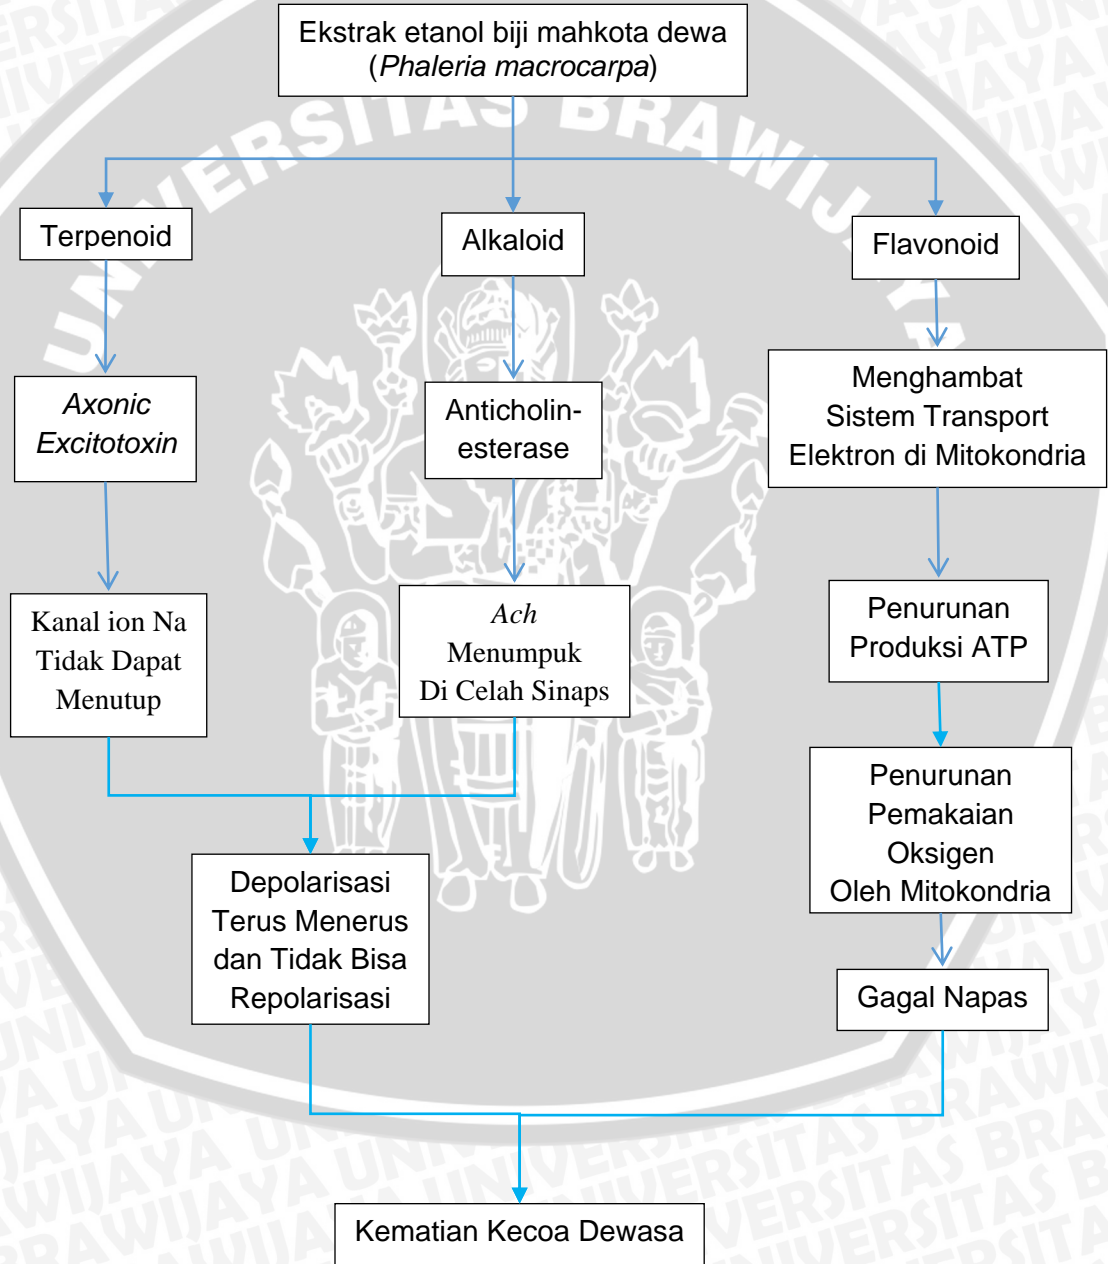 Ekstrak etanol biji mahkota dewa
(Phaleria macrocarpa)
UNIVERSITAS BRAWIJAYA
Terpenoid
Alkaloid
Flavonoid
Axonic
Excitotoxin
Anticholin-
esterase
Menghambat
Sistem Transport
Elektron di Mitokondria
Kanal ion Na
Tidak Dapat
Menutup
Ach
Menumpuk
Di Celah Sinaps
Penurunan
Produksi ATP
Penurunan
Pemakaian
Oksigen
Oleh Mitokondria
Depolarisasi
Terus Menerus
dan Tidak Bisa
Repolarisasi
Gagal Napas
Kematian Kecoa Dewasa